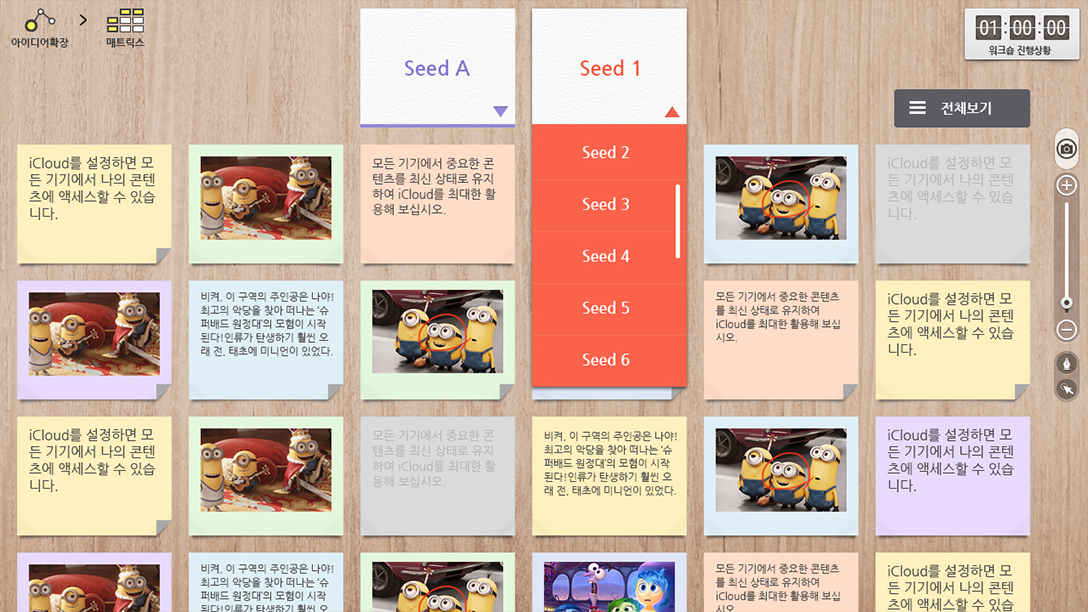 아이디어확장
매트릭스
Seed A
Seed 1
01:00:00
워크숍 진행상황
전체보기
Seed 2
Seed 3
Seed 4
Seed 5
Seed 6
iCloud를 설정하면 모
든 기기에서 나의 콘텐
츠에 액세스할 수 있습
니다.
모든 기기에서 중요한 콘
텐츠를 최신 상태로 유지
하여 iCloud를 최대한 활
용해 보십시오.
iCloud를 설정하면 모
든 기기에서 나의 콘텐
츠에 액세스할 수 있습
니다.
비켜, 이 구역의 주인공은 나야!
최고의 악당을 찾아 떠나는 '슈
퍼배드 원정대'의 모험이 시작
된다!인류가 탄생하기 훨씬 오
래 전, 태초에 미니언이 있었다.
모든 기기에서 중요한 콘텐츠
를 최신 상태로 유지하여
iCloud를 최대한 활용해 보십
시오.
iCloud를 설정하면 모
든 기기에서 나의 콘텐
츠에 액세스할 수 있습
니다.
iCloud를 설정하면 모
든 기기에서 나의 콘텐
츠에 액세스할 수 있습
니다.
모든 기기에서 중요한 콘
텐츠를 최신 상태로 유지
하여 iCloud를 최대한 활
용해 보십시오.
비켜, 이 구역의 주인공은 나야!
최고의 악당을 찾아 떠나는 '슈
퍼배드 원정대'의 모험이 시작
된다!인류가 탄생하기 훨씬 오
래 전, 태초에 미니언이 있었다.
iCloud를 설정하면 모
든 기기에서 나의 콘텐
츠에 액세스할 수 있습
니다.
비켜, 이 구역의 주인공은 나야!
최고의 악당을 찾아 떠나는 '슈
퍼배드 원정대'의 모험이 시작
된다!인류가 탄생하기 훨씬 오
모든 기기에서 중요한 콘텐츠
를 최신 상태로 유지하여
iCloud를 최대한 활용해 보십
시오.
iCloud를 설정하면 모
든 기기에서 나의 콘텐
츠에 액세스할 수 있습